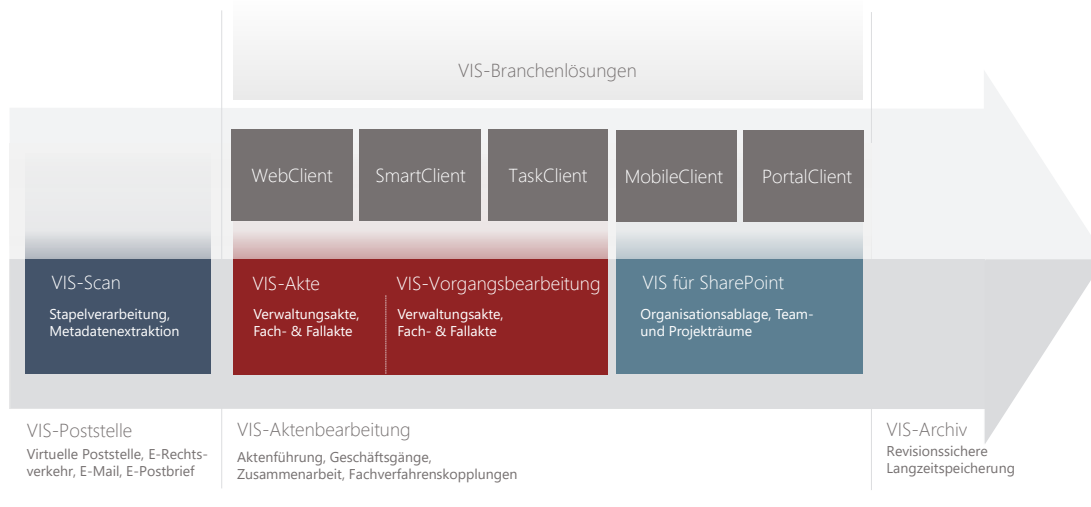 VIS-Branchenlösungen
WebClient
SmartClient
TaskClient
MobileClient
PortalClient
VIS-Scan
Stapelverarbeitung,
Metadatenextraktion
VIS-Akte
Verwaltungsakte,
Fach- & Fallakte
VIS-Vorgangsbearbeitung
Verwaltungsakte,
Fach- & Fallakte
VIS für SharePoint
Organisationsablage, Team-
und Projekträume
VIS-Poststelle
Virtuelle Poststelle, E-Rechts-
verkehr, E-Mail, E-Postbrief
VIS-Aktenbearbeitung
Aktenführung, Geschäftsgänge,
Zusammenarbeit, Fachverfahrenskopplungen
VIS-Archiv
Revisionssichere
Langzeitspeicherung